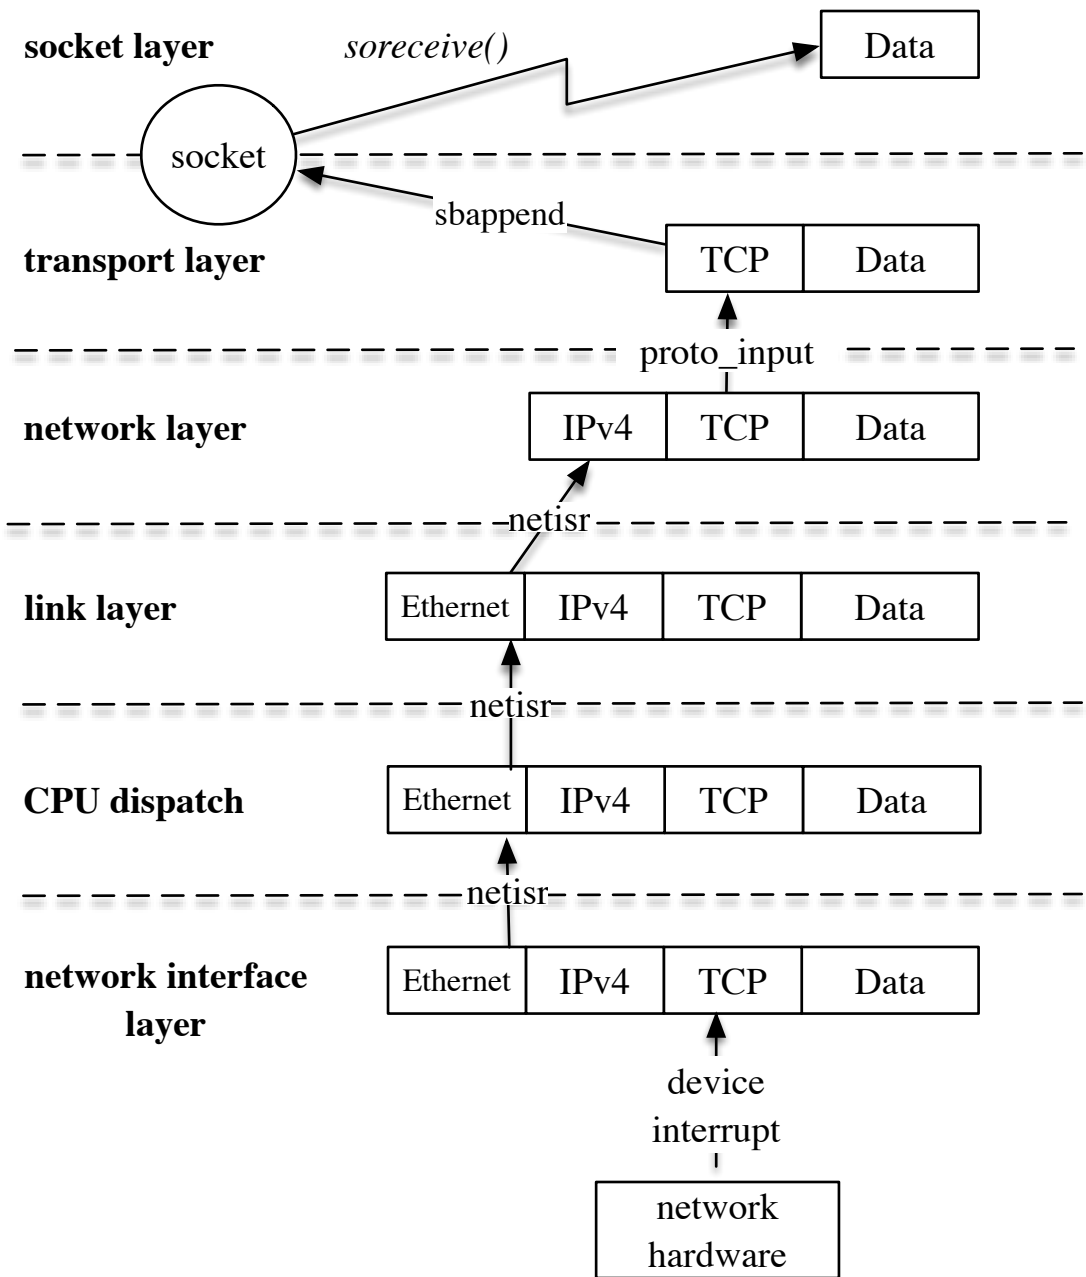 socket layer
soreceive()
Data
socket
sbappend
transport layer
TCP
Data
proto_input
network layer
IPv4
TCP
Data
netisr
link layer
Ethernet
IPv4
TCP
Data
netisr
CPU dispatch
Ethernet
IPv4
TCP
Data
netisr
network interface
layer
Ethernet
IPv4
TCP
Data
device
interrupt
network
hardware